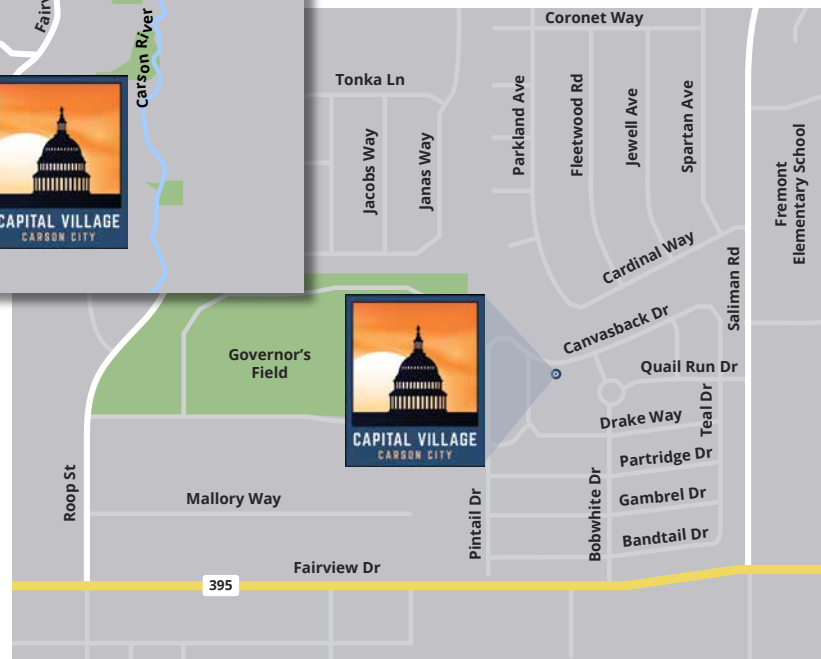 Fairv
Carson River
CAPITAL VILLAGE
CARSON CITY
Coronet Way
Tonka Ln
Jacobs Way
Janas Way
Parkland Ave
Fleetwood Rd
Jewell Ave
Spartan Ave
Fremont
Elementary School
Cardinal Way
Saliman Rd
Canvasback Dr
Governor's
Field
Quail Run Dr
CAPITAL VILLAGE
CARSON CITY
Drake Way
Teal Dr
Partridge Dr
Roop St
Mallory Way
Pintail Dr
Bobwhite Dr
Gambrel Dr
Bandtail Dr
Fairview Dr
395